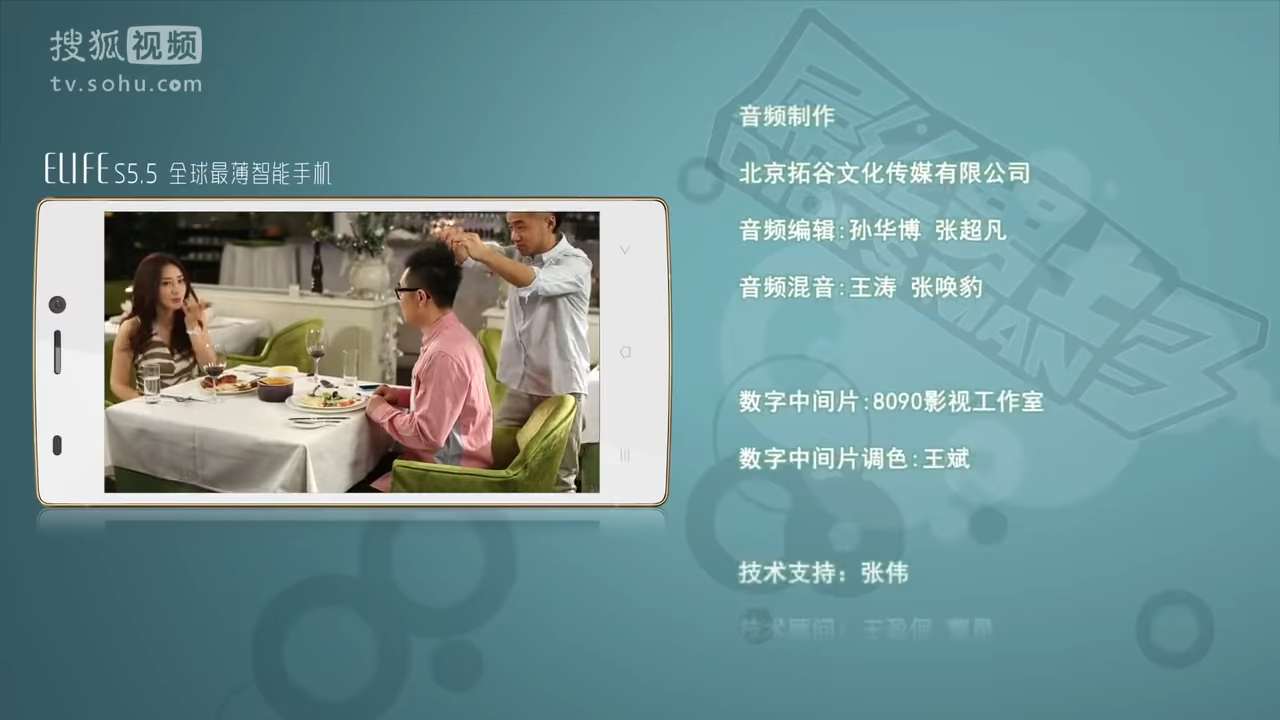 搜狐视频
tv.sohu.com
ELIFE S5.5 全球最薄智能手机
音频制作
北京拓谷文化传媒有限公司
音频编辑:孙华博 张超凡
音频混音:王涛 张唤豹
数字中间片:8090影视工作室
数字中间片调色:王斌
技术支持：张伟